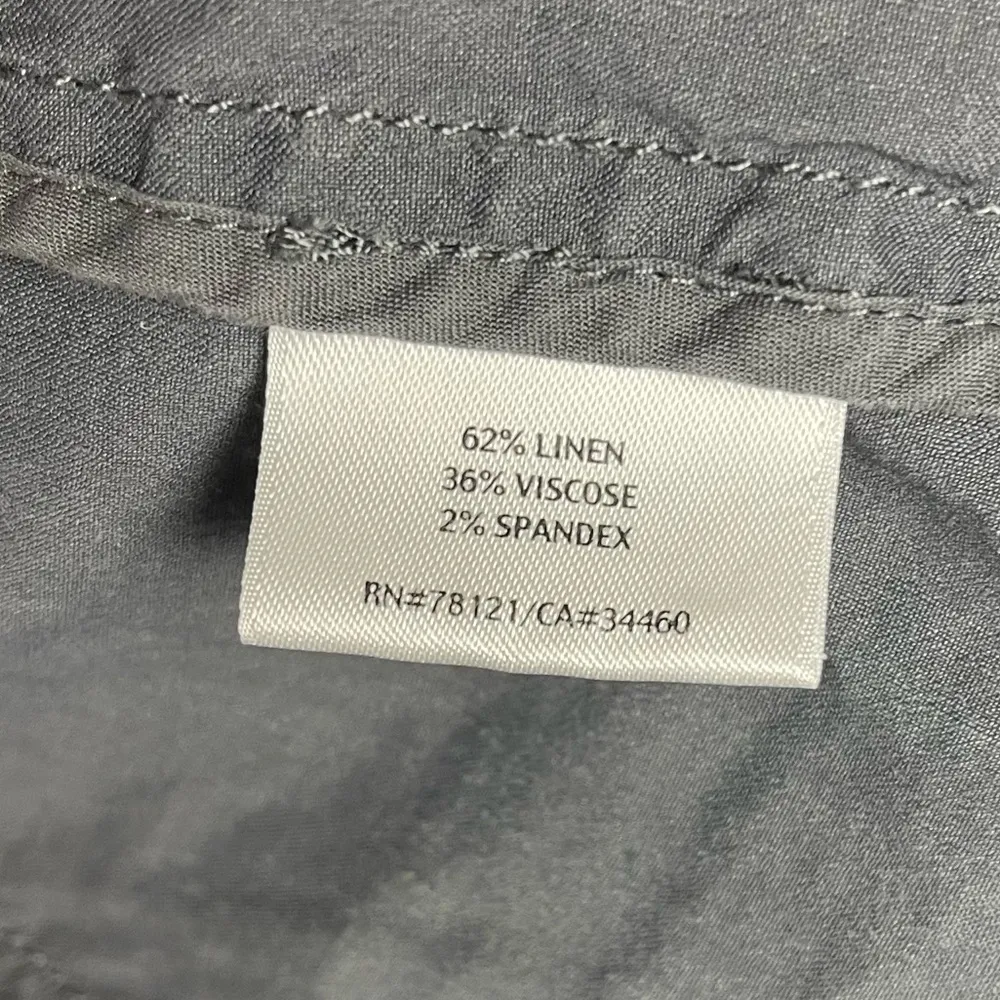 62% LINEN
36% VISCOSE
2% SPANDEX
RN#78121/CA#34460